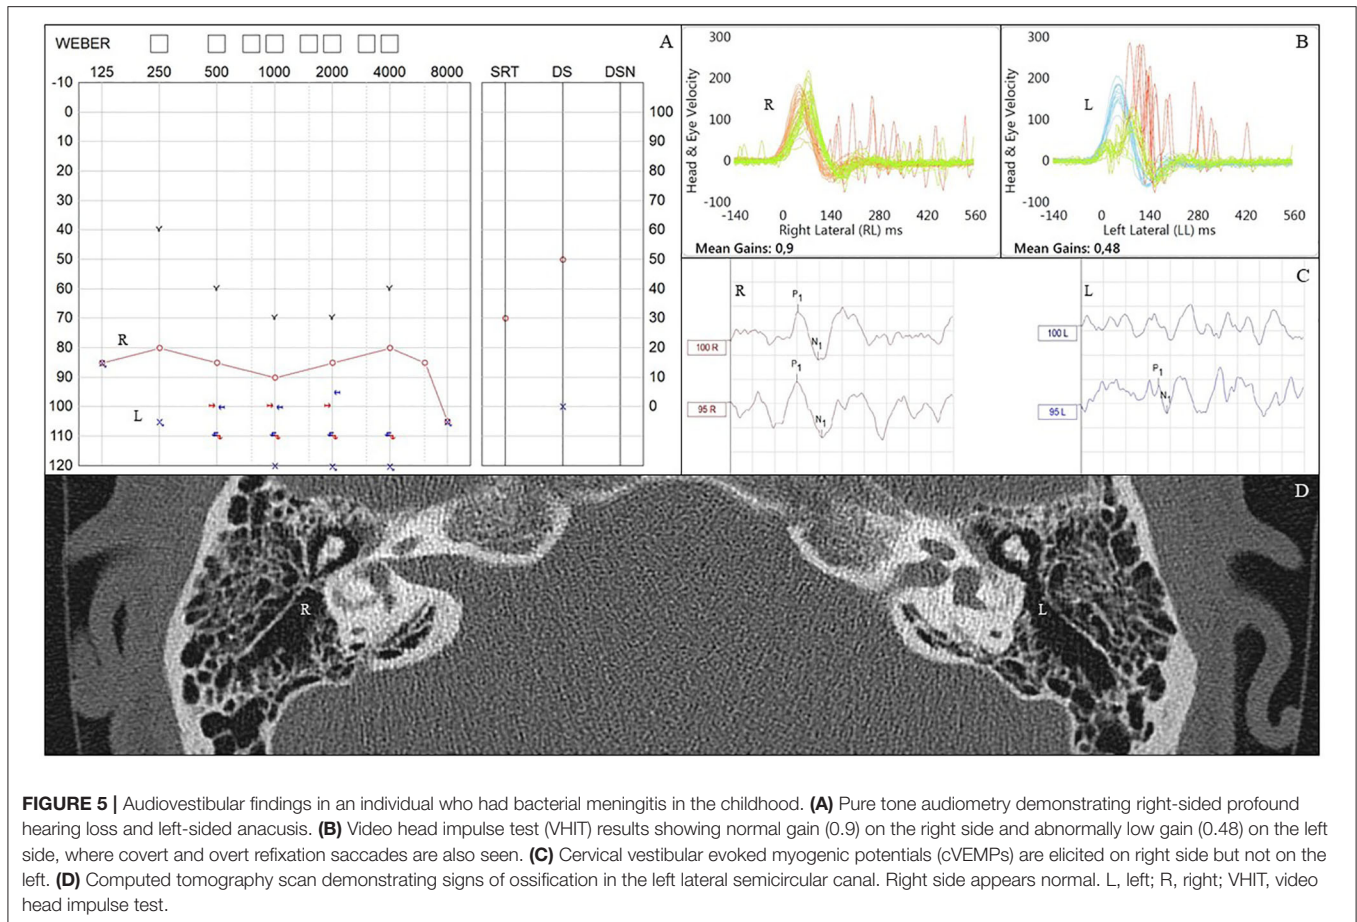 WEBER
A
125 250 500 1000 2000 4000 8000
SRT DS DSN
-10
0 100
10 90
20 80
30 70
40 60
50 50
60 40
70 30
80 20
90 10
100 0
110
120
R
L
B
300
200
100
0
-100
Head & Eye Velocity
R
-140 0 140 280 420 560
Right Lateral (RL) ms
Mean Gains: 0,9
300
200
100
0
-100
Head & Eye Velocity
L
-140 0 140 280 420 560
Left Lateral (LL) ms
Mean Gains: 0,48
C
R
P1
N1
100 R
P1
N1
95 R
L
100 L
P1
N1
95 L
D
R
L
FIGURE 5 | Audiovestibular findings in an individual who had bacterial meningitis in the childhood. (A) Pure tone audiometry demonstrating right-sided profound
hearing loss and left-sided anacusis. (B) Video head impulse test (VHIT) results showing normal gain (0.9) on the right side and abnormally low gain (0.48) on the left
side, where covert and overt refixation saccades are also seen. (C) Cervical vestibular evoked myogenic potentials (cVEMPs) are elicited on right side but not on the
left. (D) Computed tomography scan demonstrating signs of ossification in the left lateral semicircular canal. Right side appears normal. L, left; R, right; VHIT, video
head impulse test.